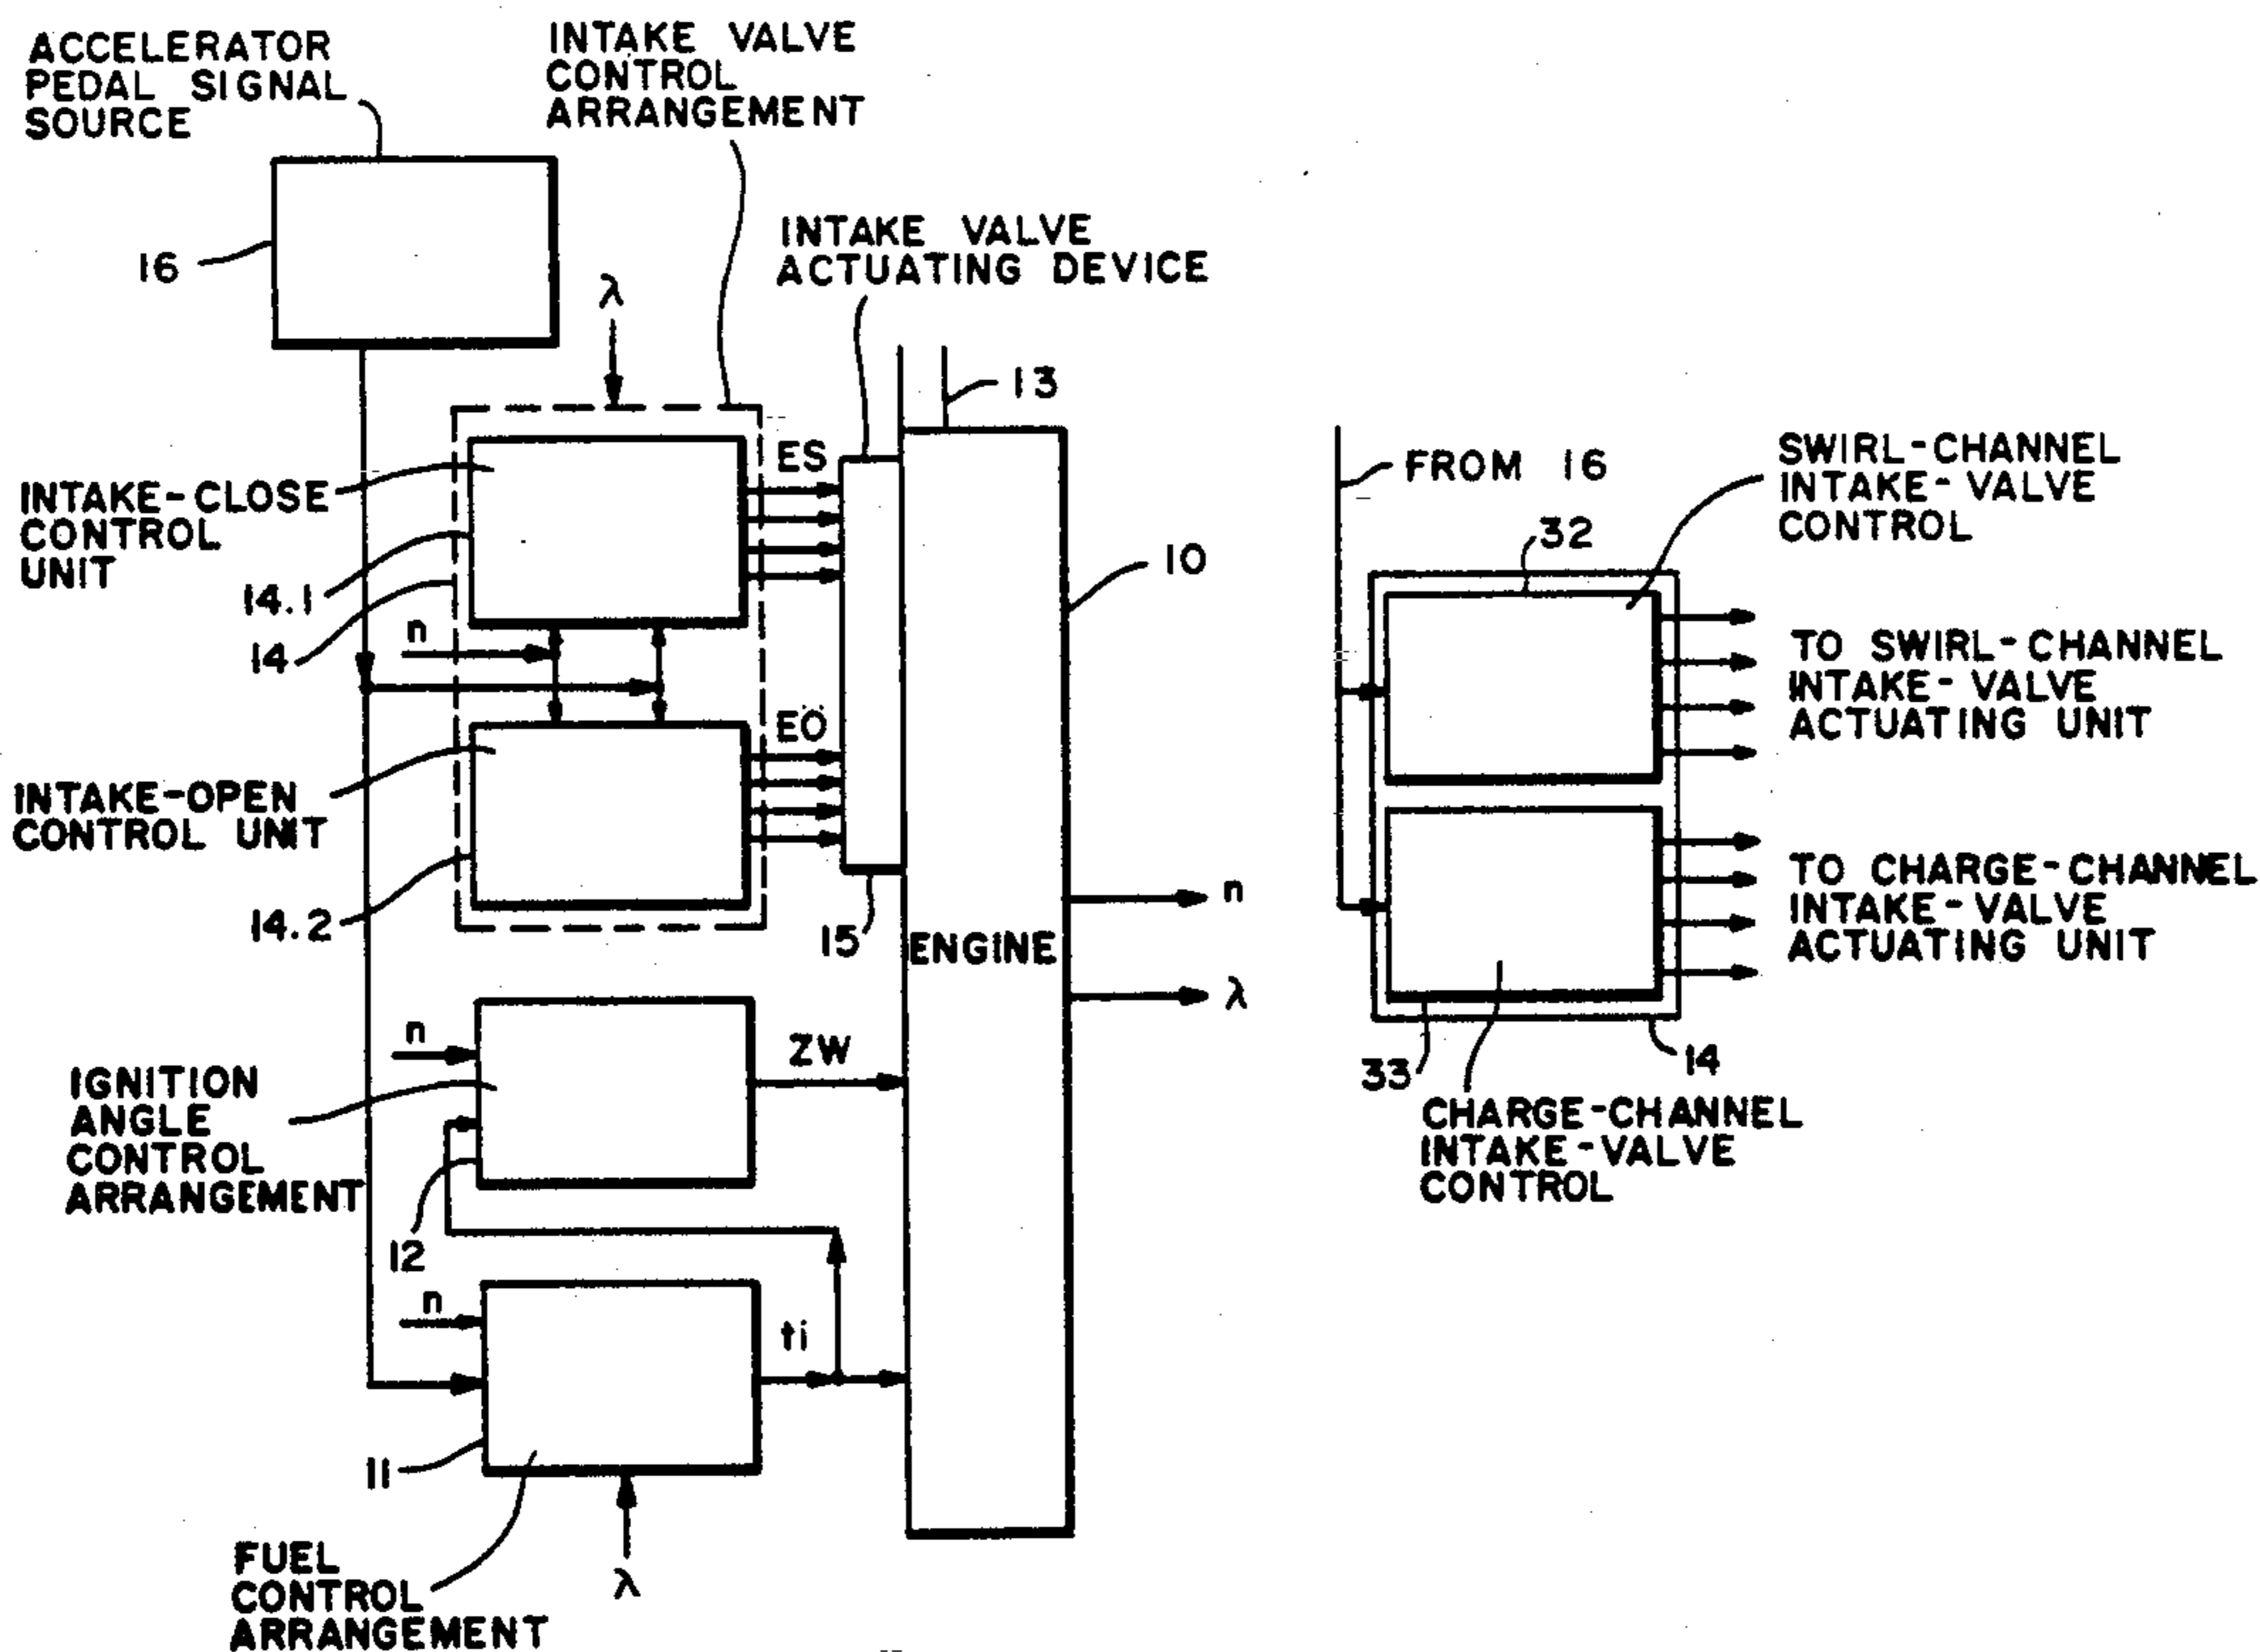 ACCELERATOR
PEDAL SIGNAL
SOURCE
16
INTAKE VALVE
CONTROL
ARRANGEMENT
INTAKE VALVE
ACTUATING DEVICE
λ
13
INTAKE-CLOSE
CONTROL
UNIT
14.1
14
n
ES
10
INTAKE-OPEN
CONTROL UNIT
14.2
EÖ
15
ENGINE
n
λ
IGNITION
ANGLE
CONTROL
ARRANGEMENT
n
12
ZW
n
ti
11
FUEL
CONTROL
ARRANGEMENT
λ
FROM 16
SWIRL-CHANNEL
INTAKE-VALVE
CONTROL
32
TO SWIRL-CHANNEL
INTAKE-VALVE
ACTUATING UNIT
TO CHARGE-CHANNEL
INTAKE-VALVE
ACTUATING UNIT
33
14
CHARGE-CHANNEL
INTAKE-VALVE
CONTROL